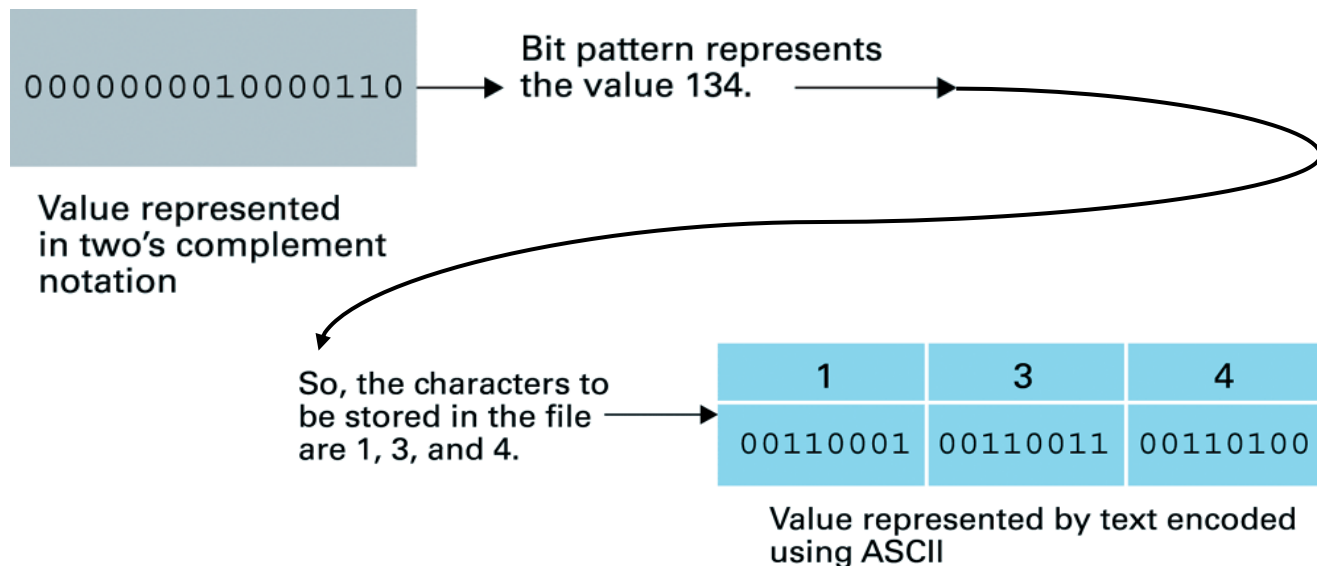 0000000010000110
Bit pattern represents
the value 134.
Value represented
in two's complement
notation
So, the characters to
be stored in the file
are 1, 3, and 4.
1 3 4
00110001 00110011 00110100
Value represented by text encoded
using ASCII